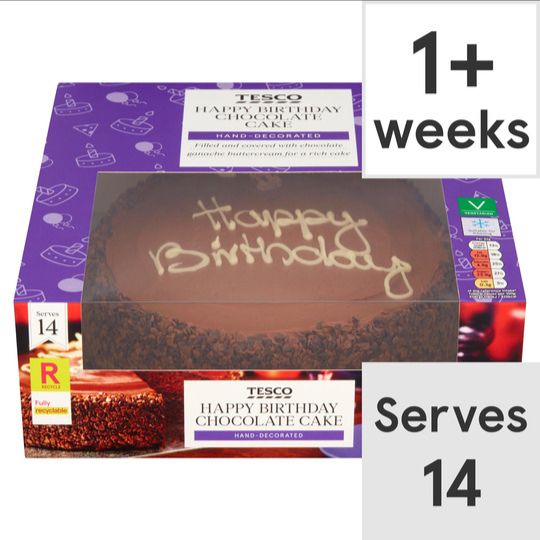 1+
weeks
TESCO
HAPPY BIRTHDAY
CHOCOLATE
CAKE
HAND-DECORATED
Filled and covered with chocolate
ganache buttercream for a rich cake
VEGETARIAN
Happy
Birthday
Serves
14
R
RECYCLE
Fully
recyclable
TESCO
HAPPY BIRTHDAY
CHOCOLATE CAKE
HAND-DECORATED
Serves
14